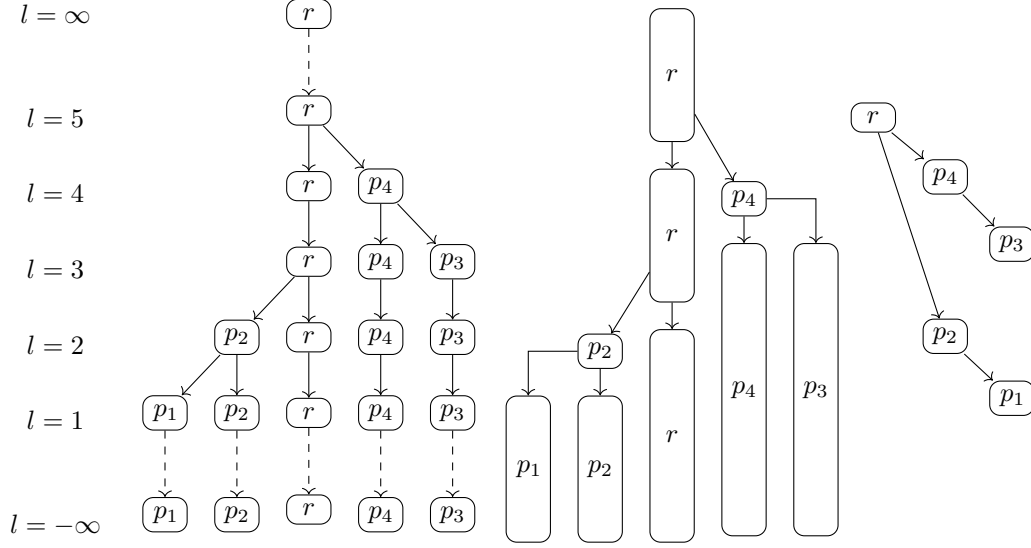 l = ∞ r
r
l = 5 r r
l = 4 r p₄ p₄ p₄
r
l = 3 r p₄ p₃ p₃
l = 2 p₂ r p₄ p₃ p₂ p₂
p₄ p₃
l = 1 p₁ p₂ r p₄ p₃ p₁
r
p₁ p₂
l = −∞ p₁ p₂ r p₄ p₃